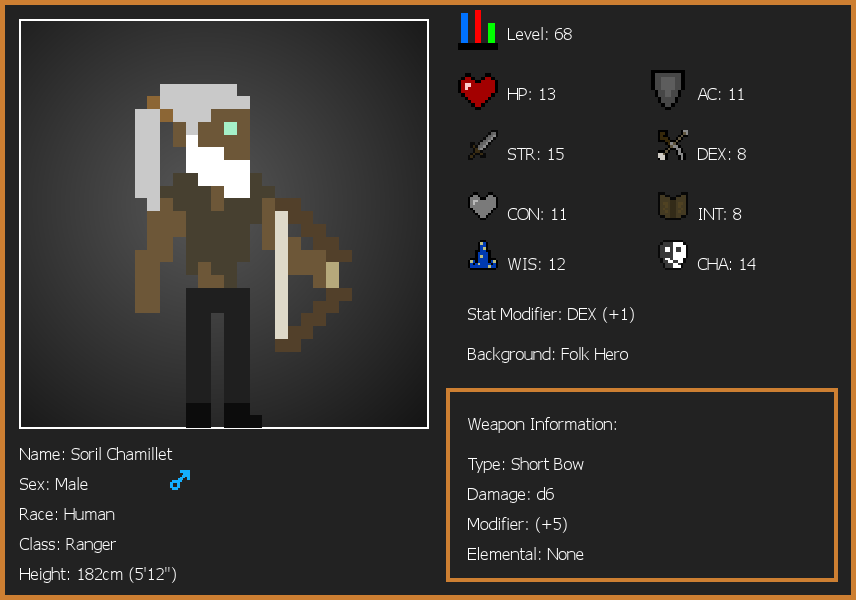 Level: 68
HP: 13
AC: 11
STR: 15
DEX: 8
CON: 11
INT: 8
WIS: 12
CHA: 14
Stat Modifier: DEX (+1)
Background: Folk Hero
Weapon Information:
Type: Short Bow
Damage: d6
Modifier: (+5)
Elemental: None
Name: Soril Chamillet
Sex: Male
Race: Human
Class: Ranger
Height: 182cm (5'12")